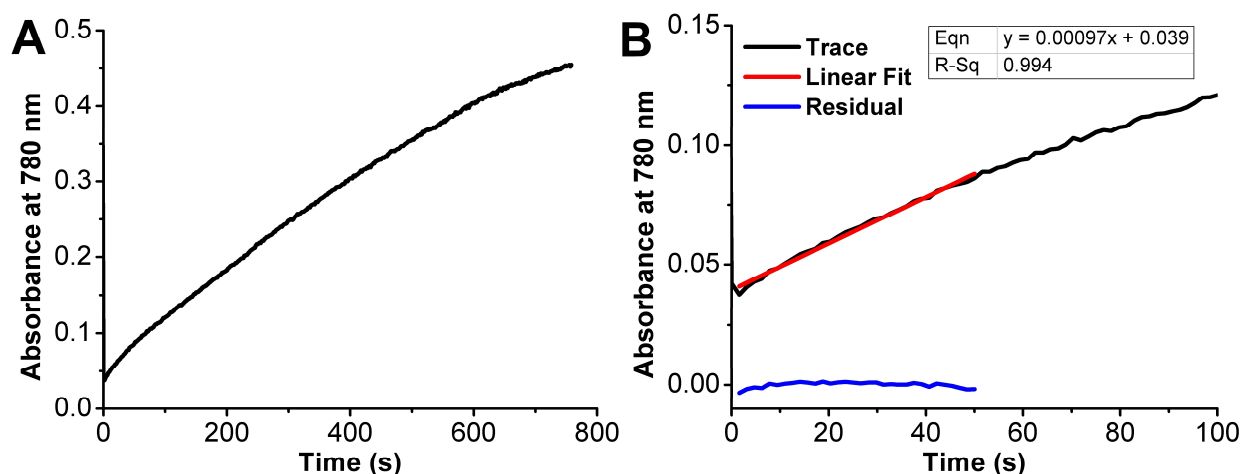 A
Absorbance at 780 nm
0.5
0.4
0.3
0.2
0.1
0.0
0 200 400 600 800
Time (s)
B
Absorbance at 780 nm
0.15
0.10
0.05
0.00
Trace
Linear Fit
Residual
Eqn y = 0.00097x + 0.039
R-Sq 0.994
0 20 40 60 80 100
Time (s)